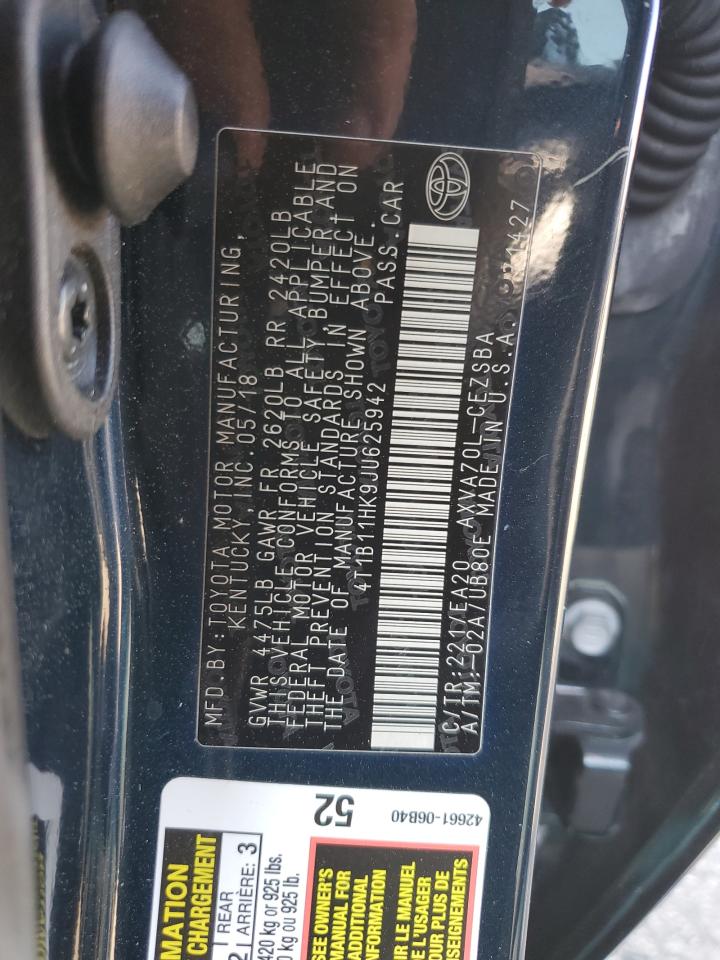 MFD.BY:TOYOTA MOTOR MANUFACTURING,
KENTUCKY,INC.05/18
GVWR 4475LB GAWR FR 2620LB RR 2420LB
THIS VEHICLE CONFORMS TO ALL APPLICABLE
FEDERAL MOTOR VEHICLE SAFETY,BUMPER,AND
THEFT PREVENTION STANDARDS IN EFFECT ON
THE DATE OF MANUFACTURE SHOWN ABOVE.
4T1B11HK9JU625942 PASS.CAR
C/TR:221/EA20 AXVA70L-CEZSBA
A/TM:-02A/UB80E MADE IN U.S.A.
1427
MATION
CHARGEMENT
REAR
ARRIÈRE: 3
420 kg or 925 lbs.
kg ou 925 lb.
52
SEE OWNER'S
MANUAL FOR
ADDITIONAL
INFORMATION
IR LE MANUEL
E L'USAGER
SEIGNEMENTS
42661-06B40